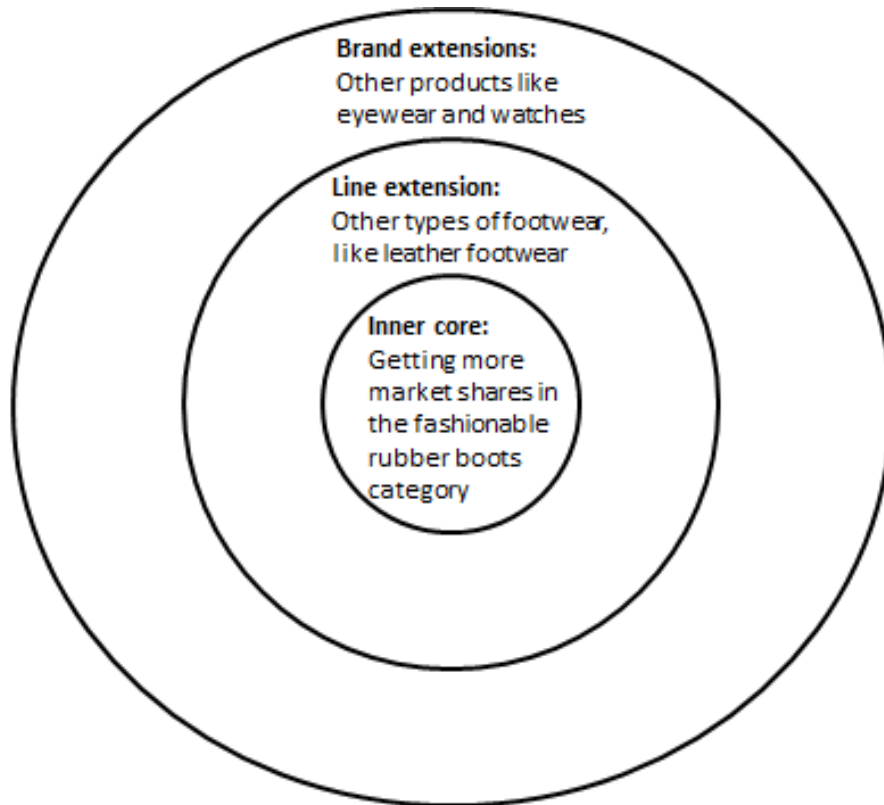 Brand extensions:
Other products like
eyewear and watches
Line extension:
Other types of footwear,
like leather footwear
Inner core:
Getting more
market shares in
the fashionable
rubber boots
category